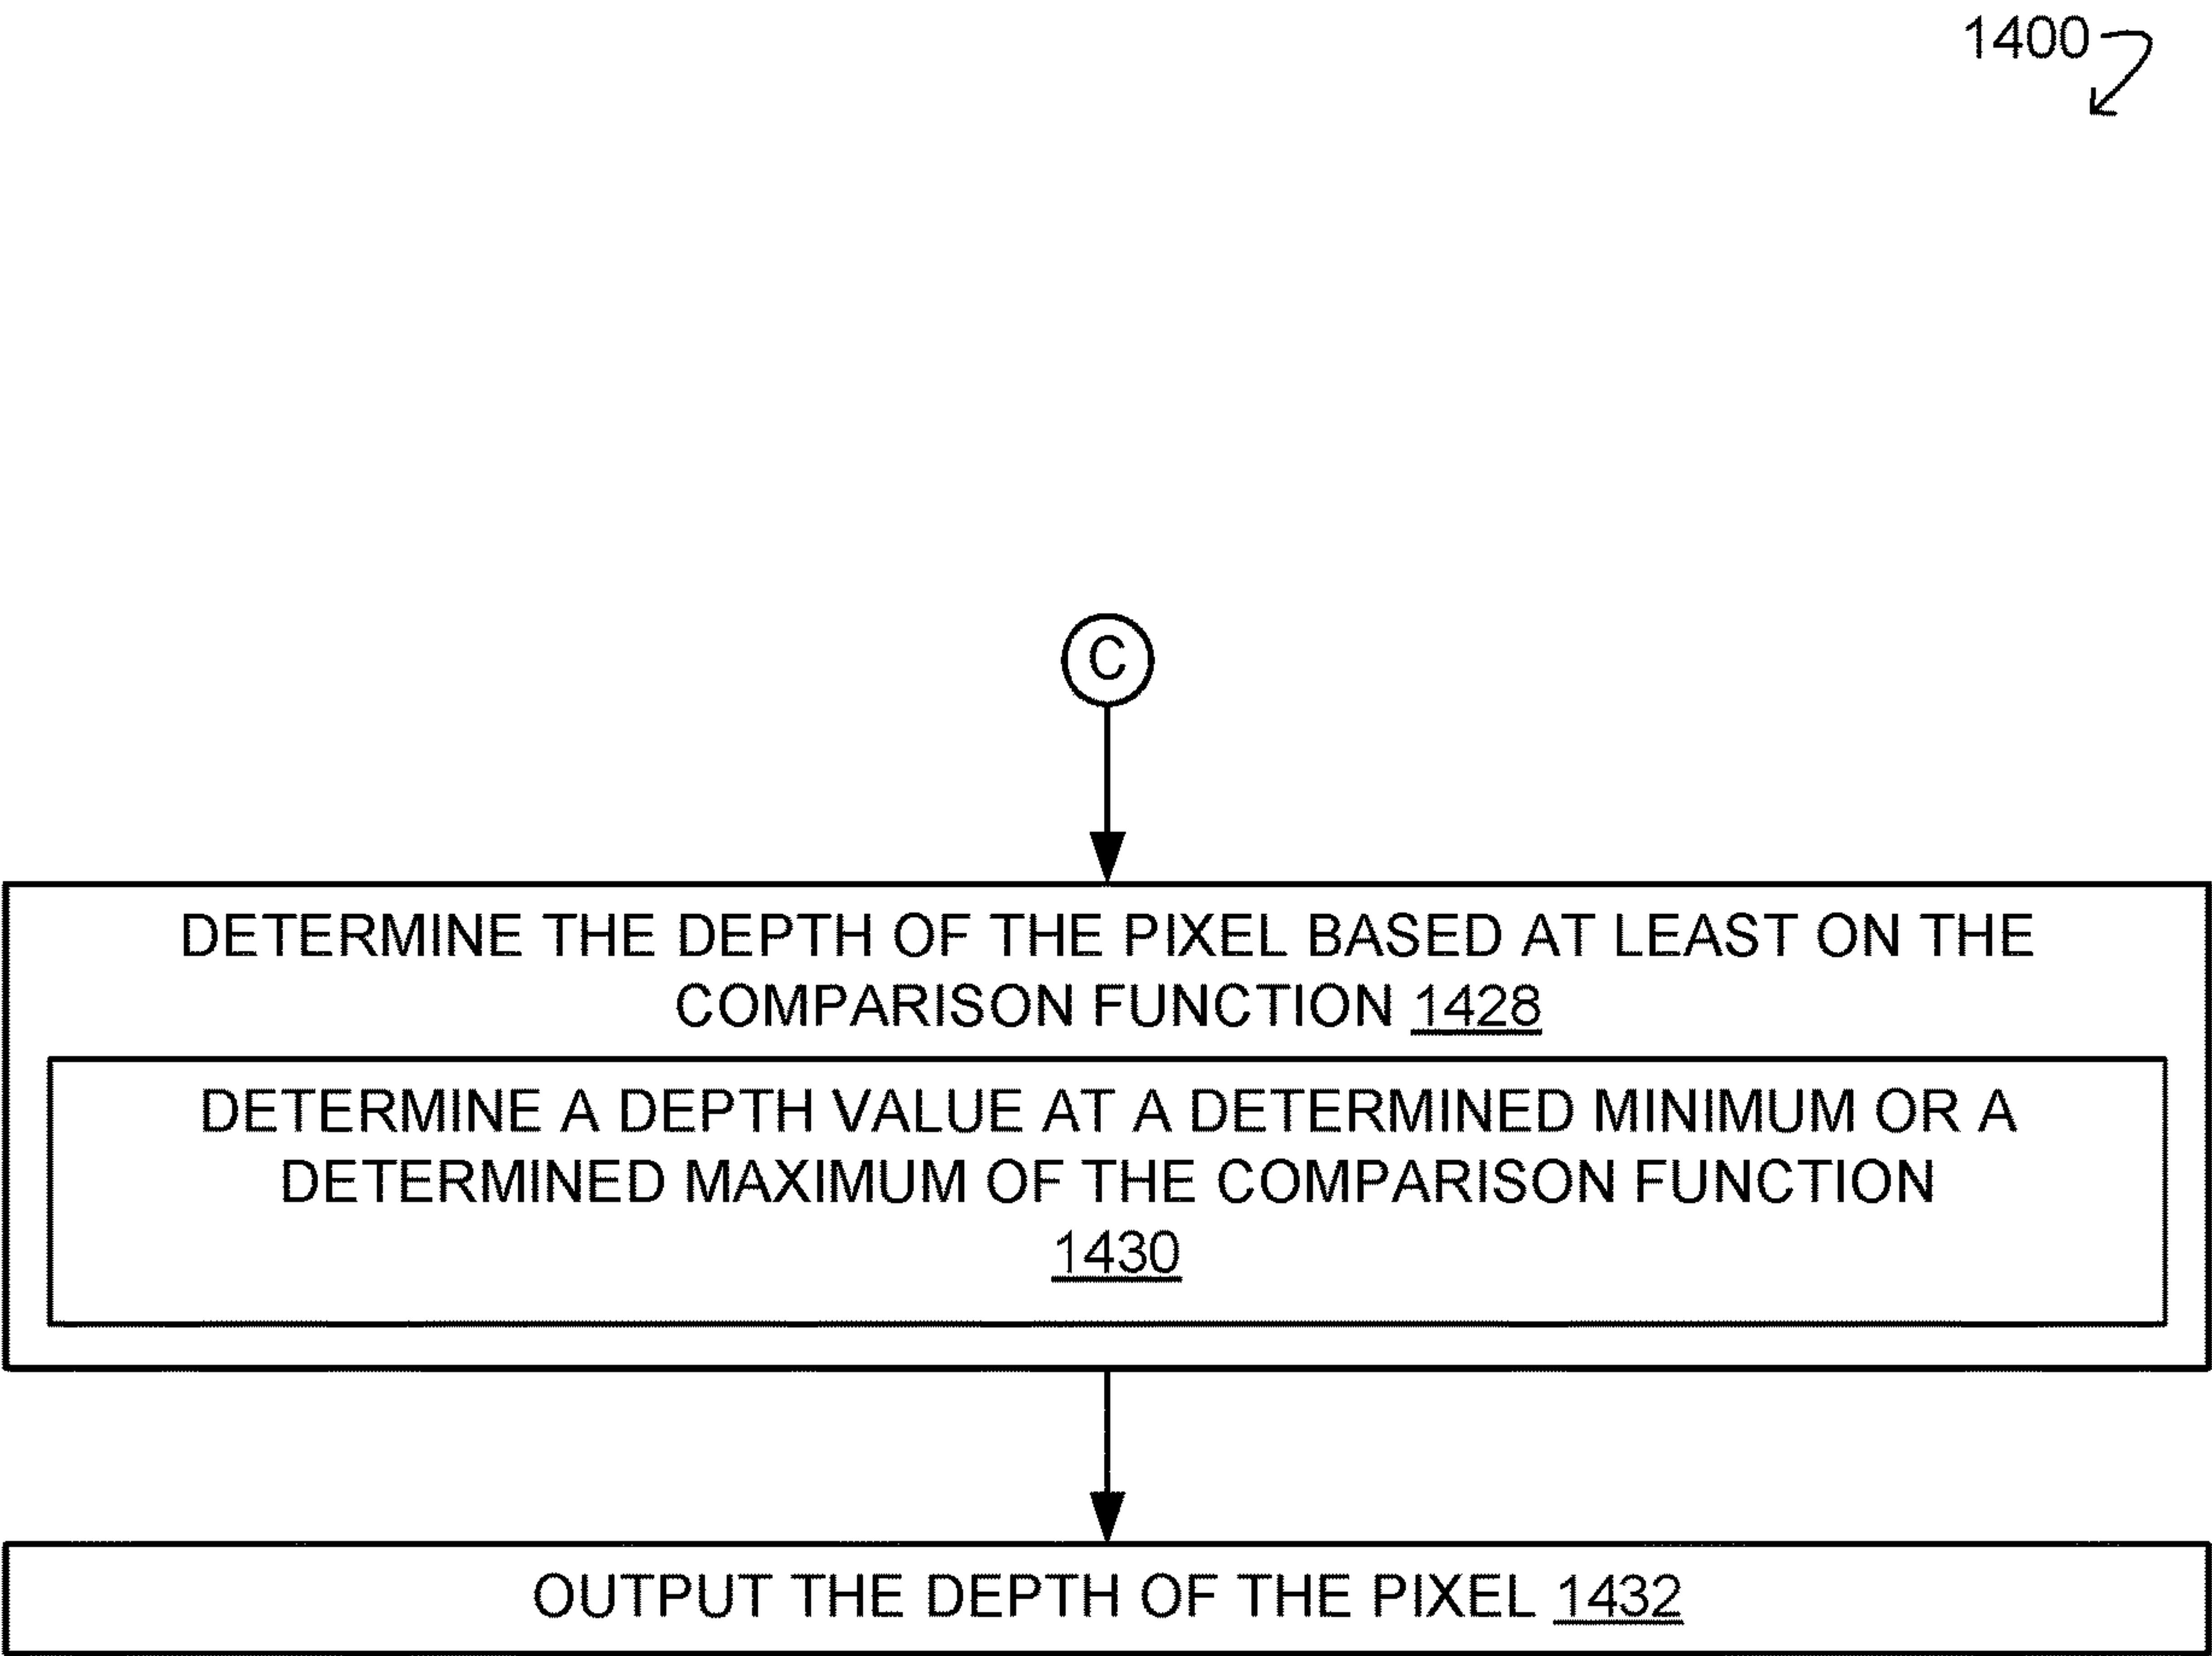 1400
C
DETERMINE THE DEPTH OF THE PIXEL BASED AT LEAST ON THE
COMPARISON FUNCTION 1428
DETERMINE A DEPTH VALUE AT A DETERMINED MINIMUM OR A
DETERMINED MAXIMUM OF THE COMPARISON FUNCTION
1430
OUTPUT THE DEPTH OF THE PIXEL 1432